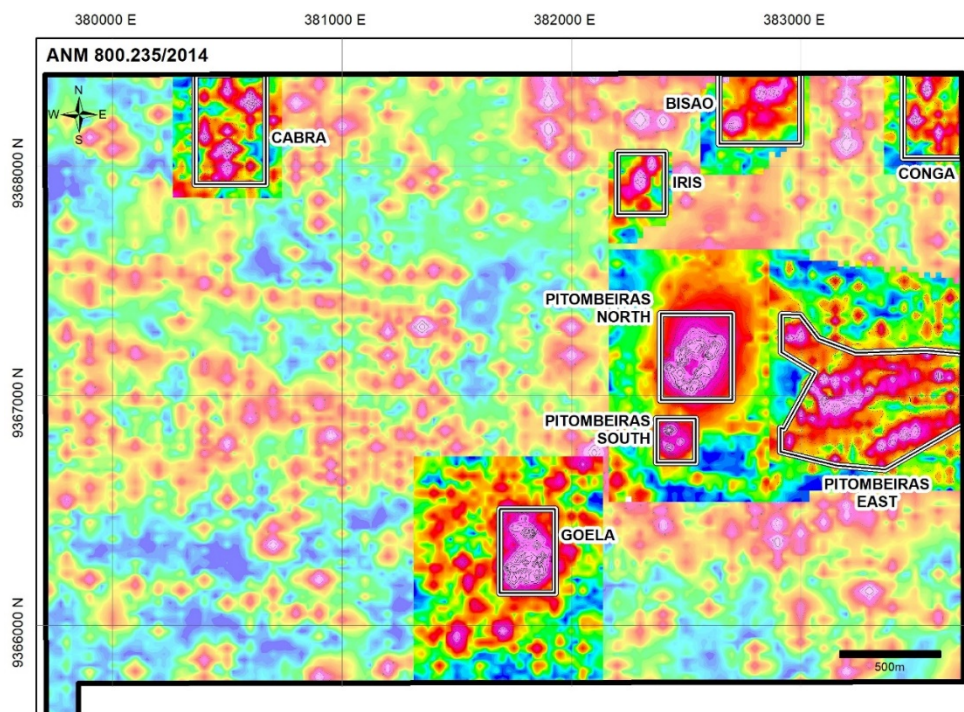 380000 E
381000 E
382000 E
383000 E
ANM 800.235/2014
N
W
E
S
CABRA
BISAO
CONGA
IRIS
9368000 N
PITOMBEIRAS
NORTH
9367000 N
PITOMBEIRAS
SOUTH
PITOMBEIRAS
EAST
GOELA
9366000 N
500m